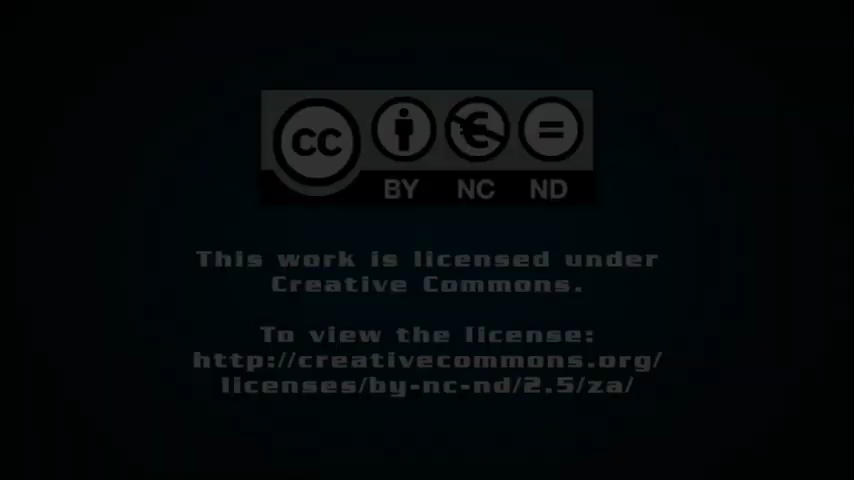 cc
BY NC ND
This work is licensed under
Creative Commons.
To view the license:
http://creativecommons.org/
licenses/by-nc-nd/2.5/za/